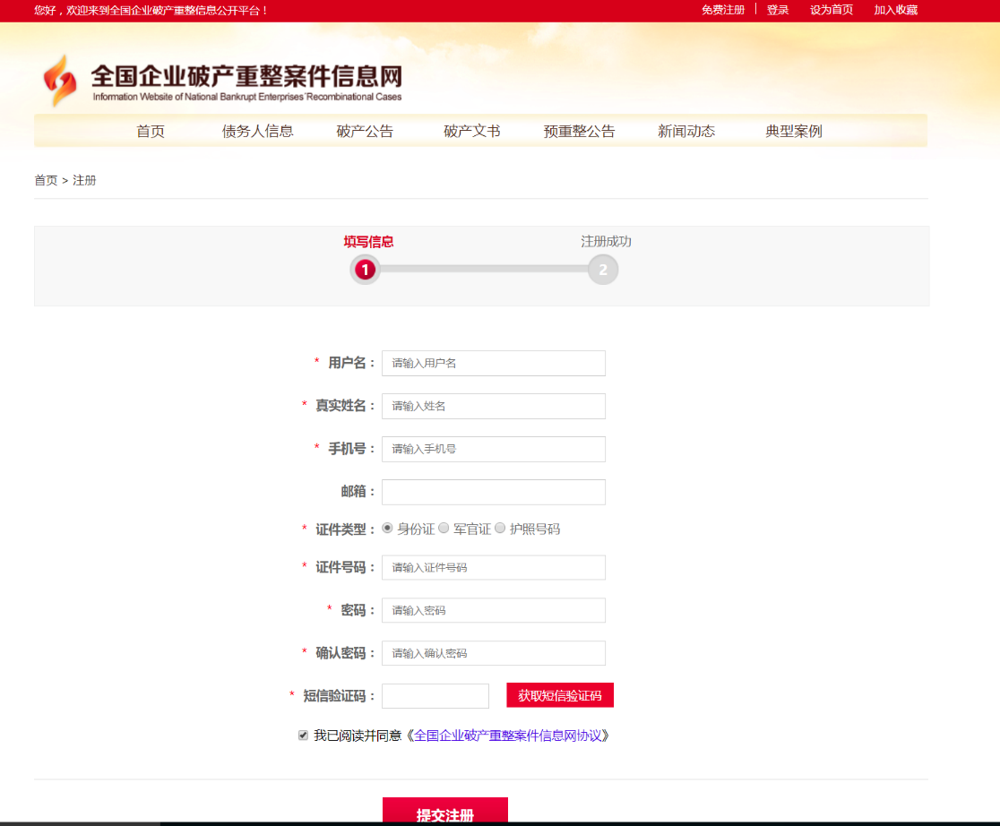 您好，欢迎来到全国企业破产重整信息公开平台！ 免费注册 登录 设为首页 加入收藏
全国企业破产重整案件信息网
Information Website of National Bankrupt Enterprises' Recombinational Cases
首页 债务人信息 破产公告 破产文书 预重整公告 新闻动态 典型案例
首页 > 注册
填写信息 注册成功
1 2
* 用户名： 请输入用户名
* 真实姓名： 请输入姓名
* 手机号： 请输入手机号
邮箱：
* 证件类型： 身份证 军官证 护照号码
* 证件号码： 请输入证件号码
* 密码： 请输入密码
* 确认密码： 请输入确认密码
* 短信验证码： 获取短信验证码
我已阅读并同意《全国企业破产重整案件信息网协议》
提交注册